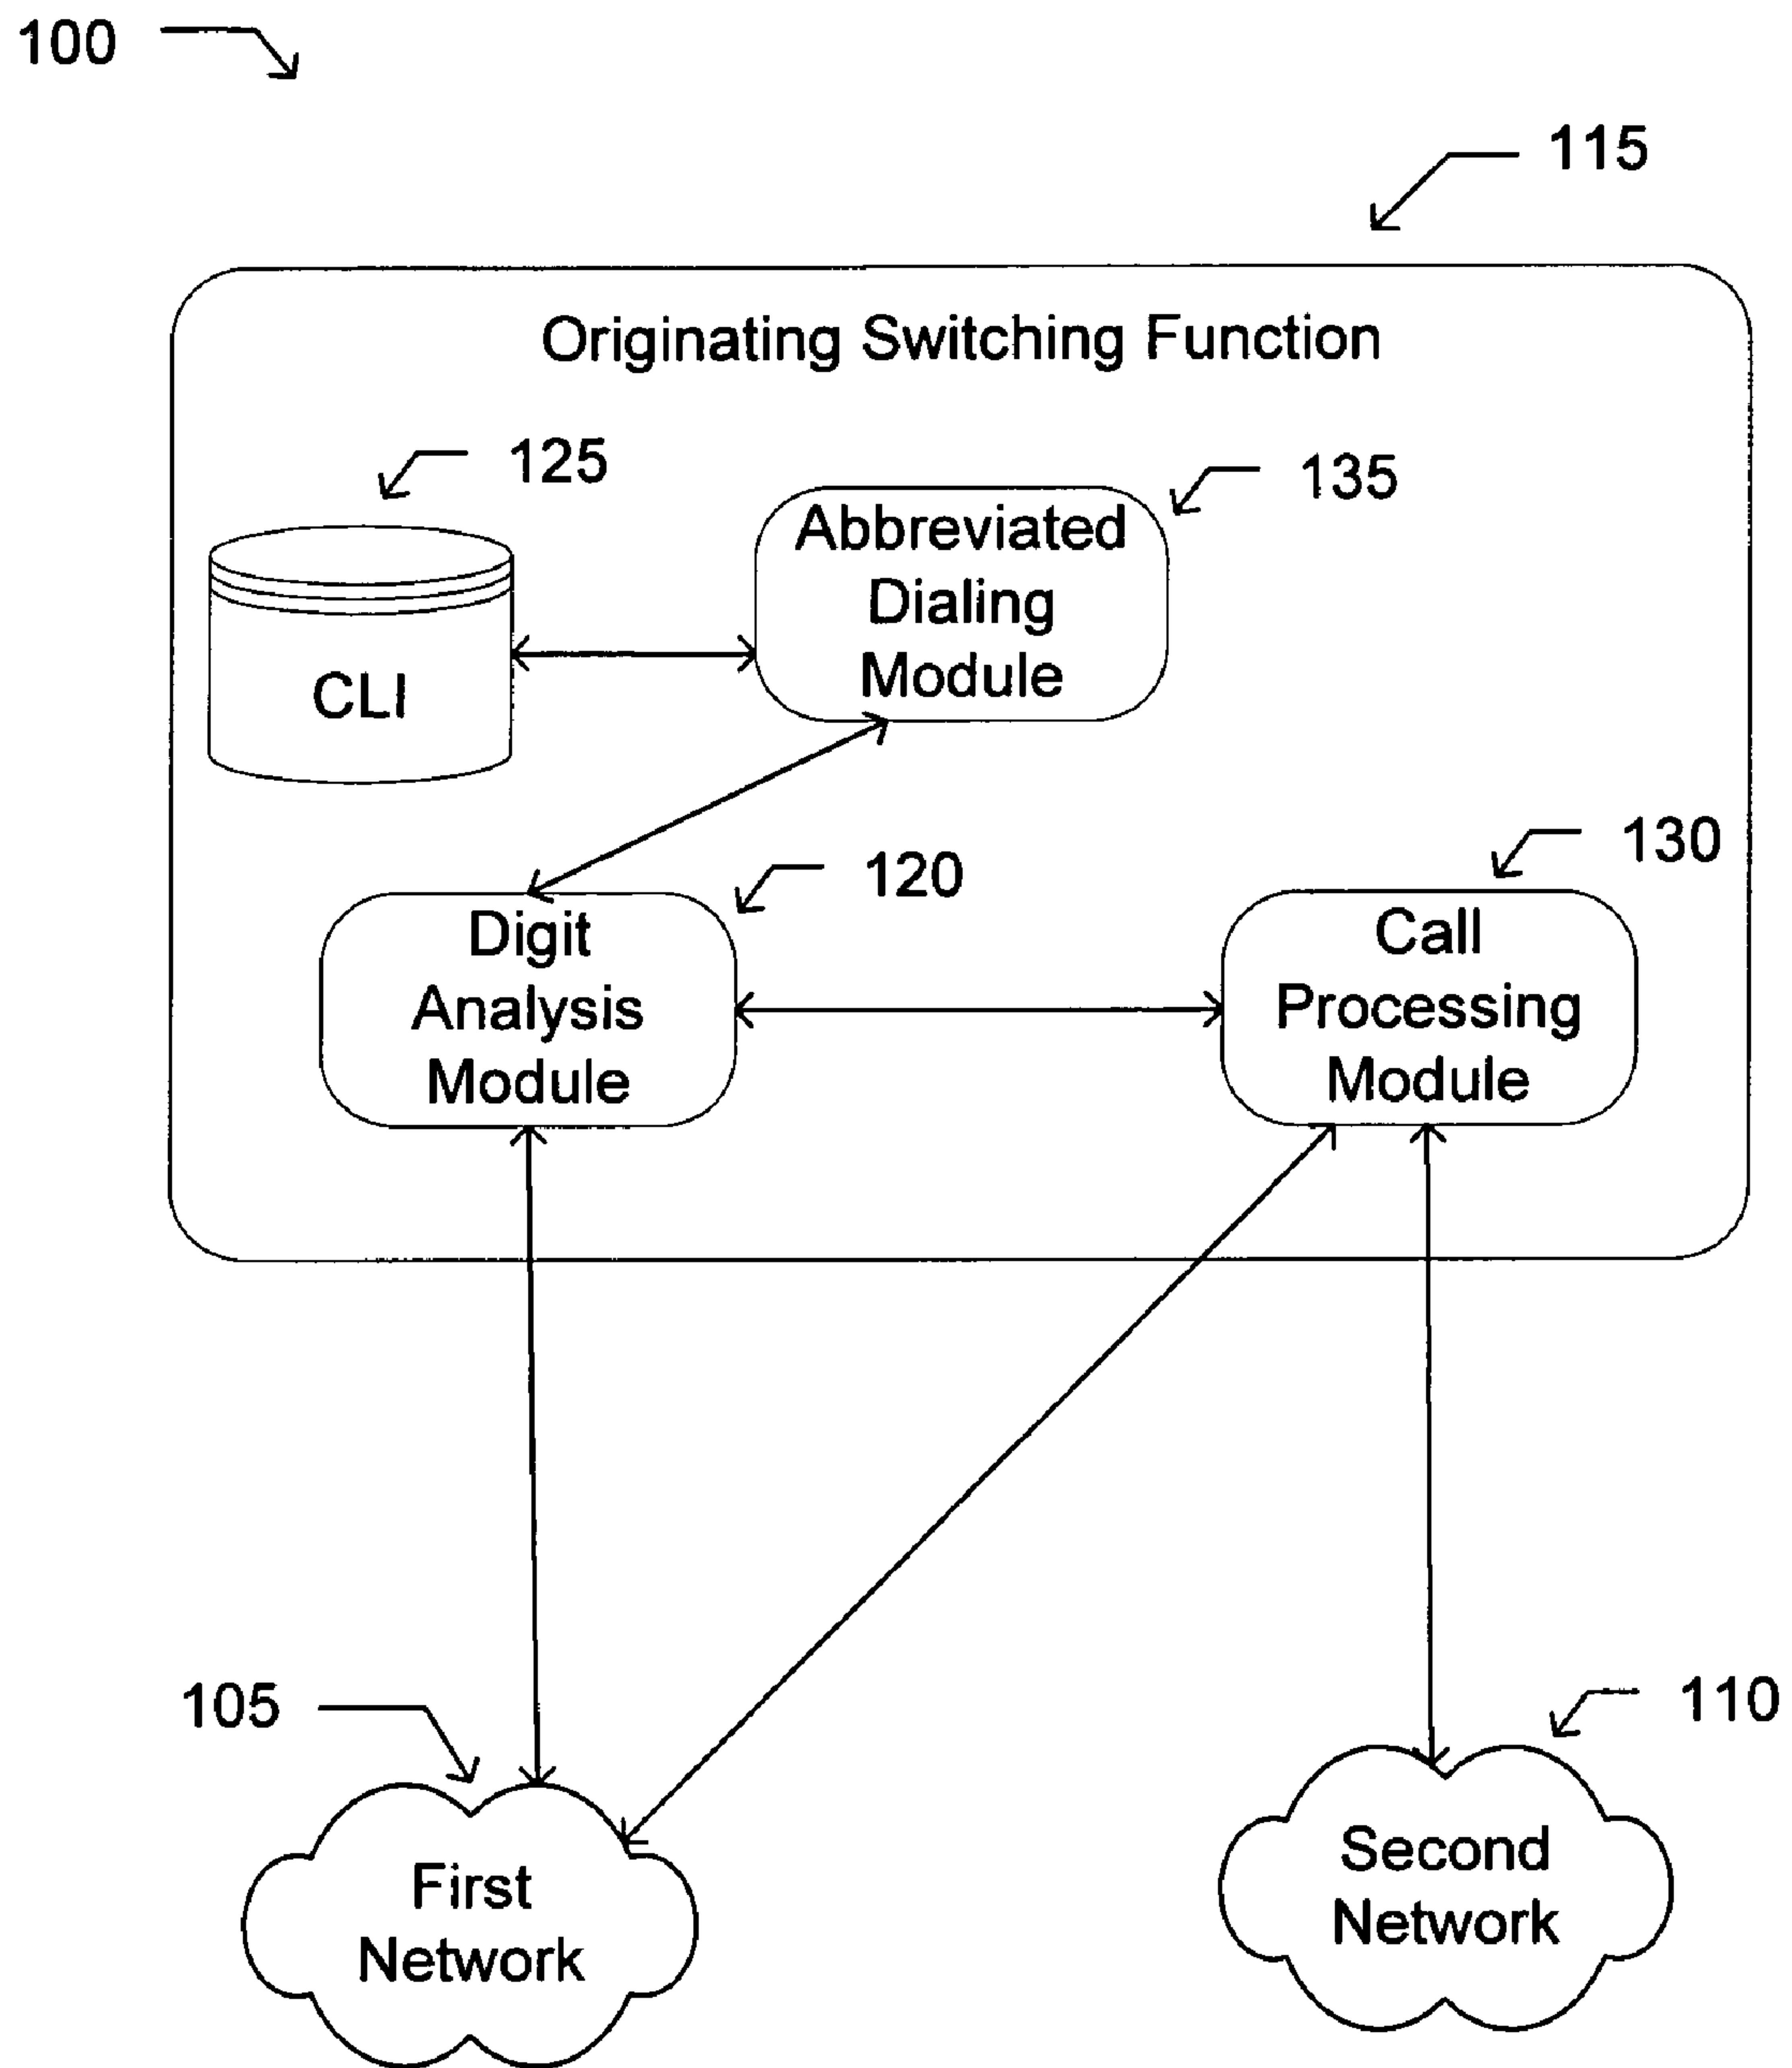 100
115
Originating Switching Function
125
135
Abbreviated
Dialing
Module
CLI
120
130
Digit
Analysis
Module
Call
Processing
Module
105
110
First
Network
Second
Network